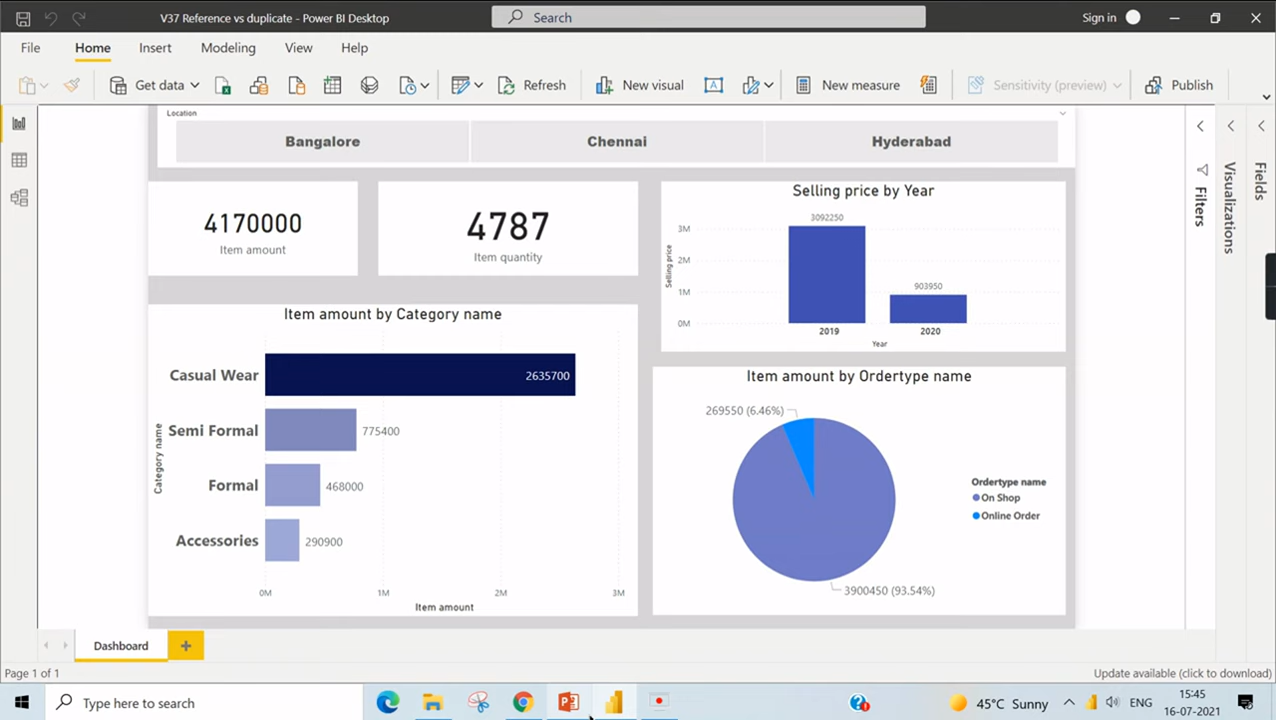 V37 Reference vs duplicate - Power BI Desktop
Search
Sign in
File Home Insert Modeling View Help
Get data Refresh New visual New measure Sensitivity (preview) Publish
Location
Bangalore Chennai Hyderabad
4170000
Item amount
4787
Item quantity
Selling price by Year
3092250
903950
3M
2M
1M
0M
Selling price
2019 2020
Year
Item amount by Category name
Category name
Casual Wear 2635700
Semi Formal 775400
Formal 468000
Accessories 290900
0M 1M 2M 3M
Item amount
Item amount by Ordertype name
269550 (6.46%)
3900450 (93.54%)
Ordertype name
On Shop
Online Order
Filters
Visualizations
Fields
Dashboard
Page 1 of 1
Update available (click to download)
Type here to search
45°C Sunny
ENG
15:45
16-07-2021